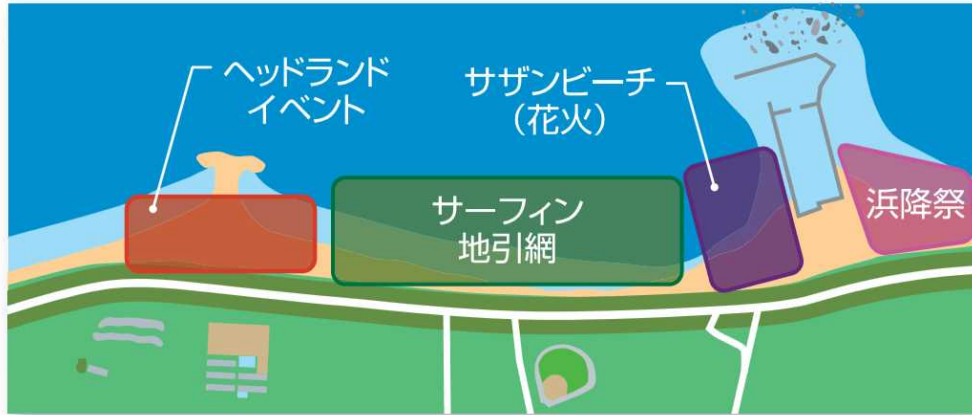 ヘッドランド
イベント
サザンビーチ
（花火）
サーフィン
地引網
浜降祭